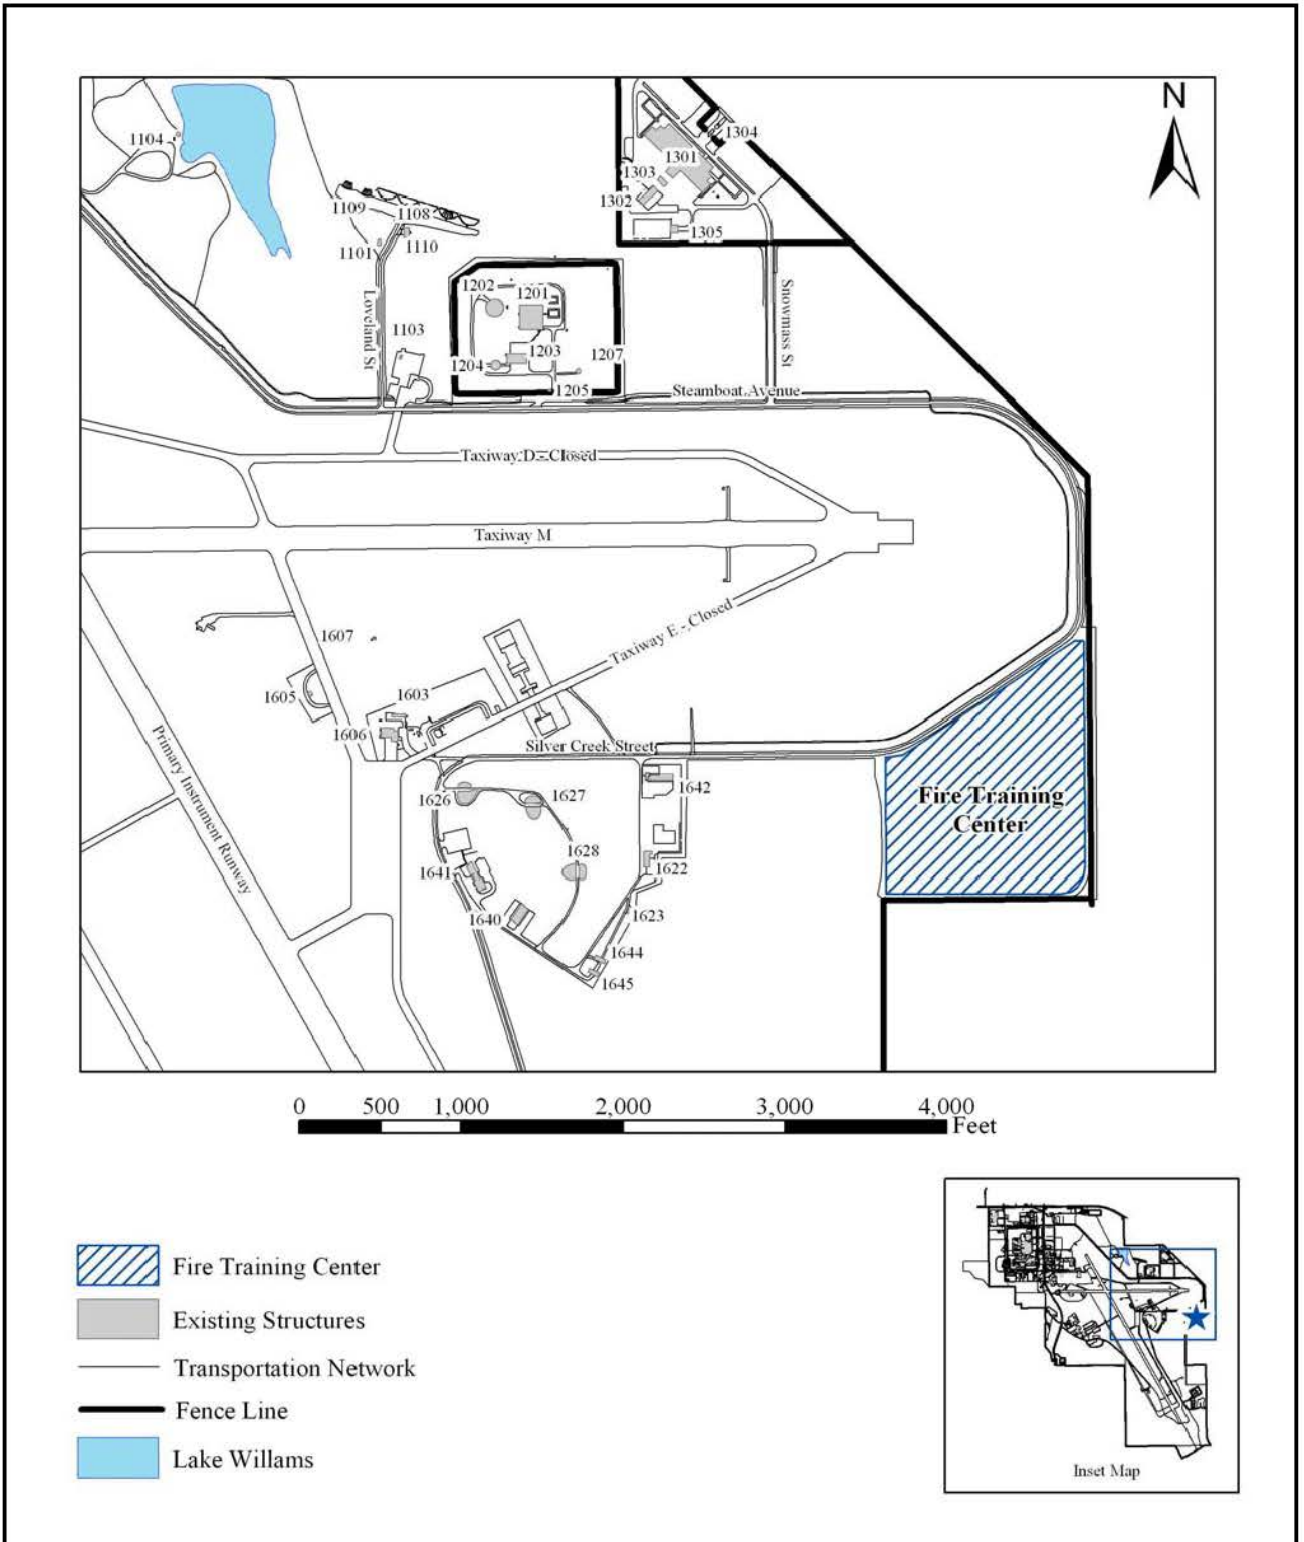 N
1104
1304
1301
1303
1302
1305
1109
1108
1101
1110
1202
1201
1103
1203
1207
1204
1205
Loveland St
Snowmass St
Steamboat Avenue
Taxiway D - Closed
Taxiway M
Taxiway E - Closed
1607
1605
1603
1606
Primary Instrument Runway
Silver Creek Street
1626
1627
1642
1628
1641
1622
1640
1623
1644
1645
Fire Training
Center
0 500 1,000 2,000 3,000 4,000
Feet
Fire Training Center
Existing Structures
Transportation Network
Fence Line
Lake Willams
Inset Map